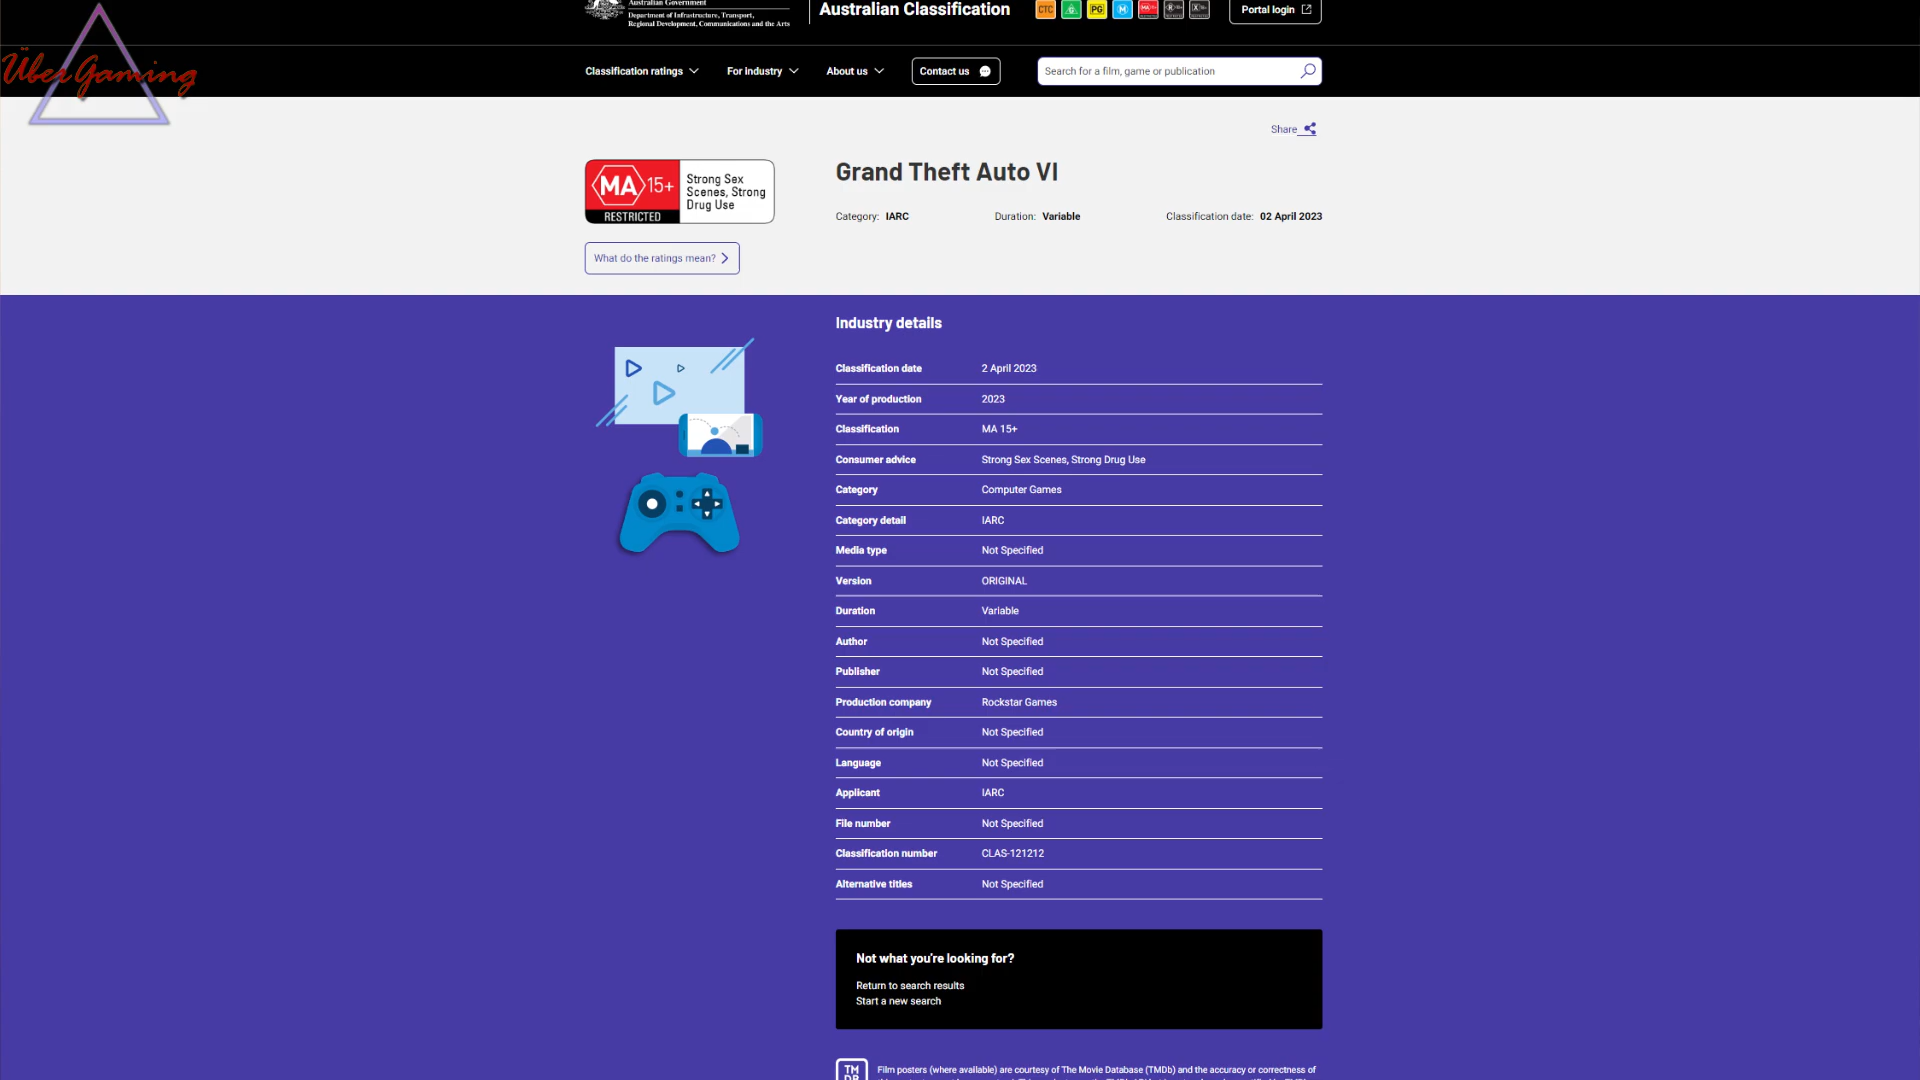 Australian Government
Department of Infrastructure, Transport,
Regional Development, Communications and the Arts
Australian Classification
CTC G PG M MA 15+ R 18+ X 18+
Portal login
Über Gaming
Classification ratings
For industry
About us
Contact us
Search for a film, game or publication
Share
MA 15+
RESTRICTED
Strong Sex
Scenes, Strong
Drug Use
Grand Theft Auto VI
Category: IARC
Duration: Variable
Classification date: 02 April 2023
What do the ratings mean?
Industry details
Classification date 2 April 2023
Year of production 2023
Classification MA 15+
Consumer advice Strong Sex Scenes, Strong Drug Use
Category Computer Games
Category detail IARC
Media type Not Specified
Version ORIGINAL
Duration Variable
Author Not Specified
Publisher Not Specified
Production company Rockstar Games
Country of origin Not Specified
Language Not Specified
Applicant IARC
File number Not Specified
Classification number CLAS-121212
Alternative titles Not Specified
Not what you're looking for?
Return to search results
Start a new search
TM
Film posters (where available) are courtesy of The Movie Database (TMDb) and the accuracy or correctness of